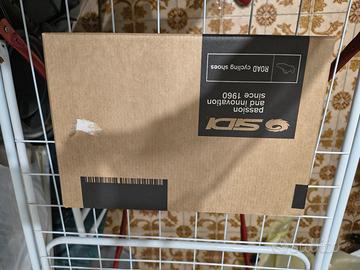 SIDI
passion
and innovation
since 1960
ROAD cycling shoes